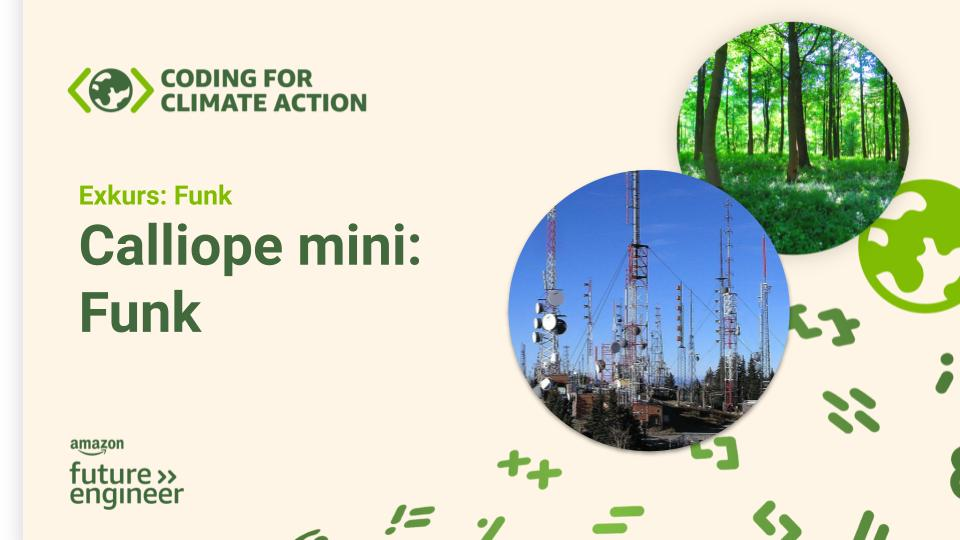 CODING FOR
CLIMATE ACTION
Exkurs: Funk
Calliope mini:
Funk
amazon
future >>
engineer